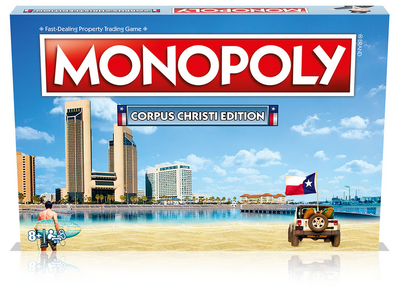 Fast-Dealing Property Trading Game
MONOPOLY
CORPUS CHRISTI EDITION
8+